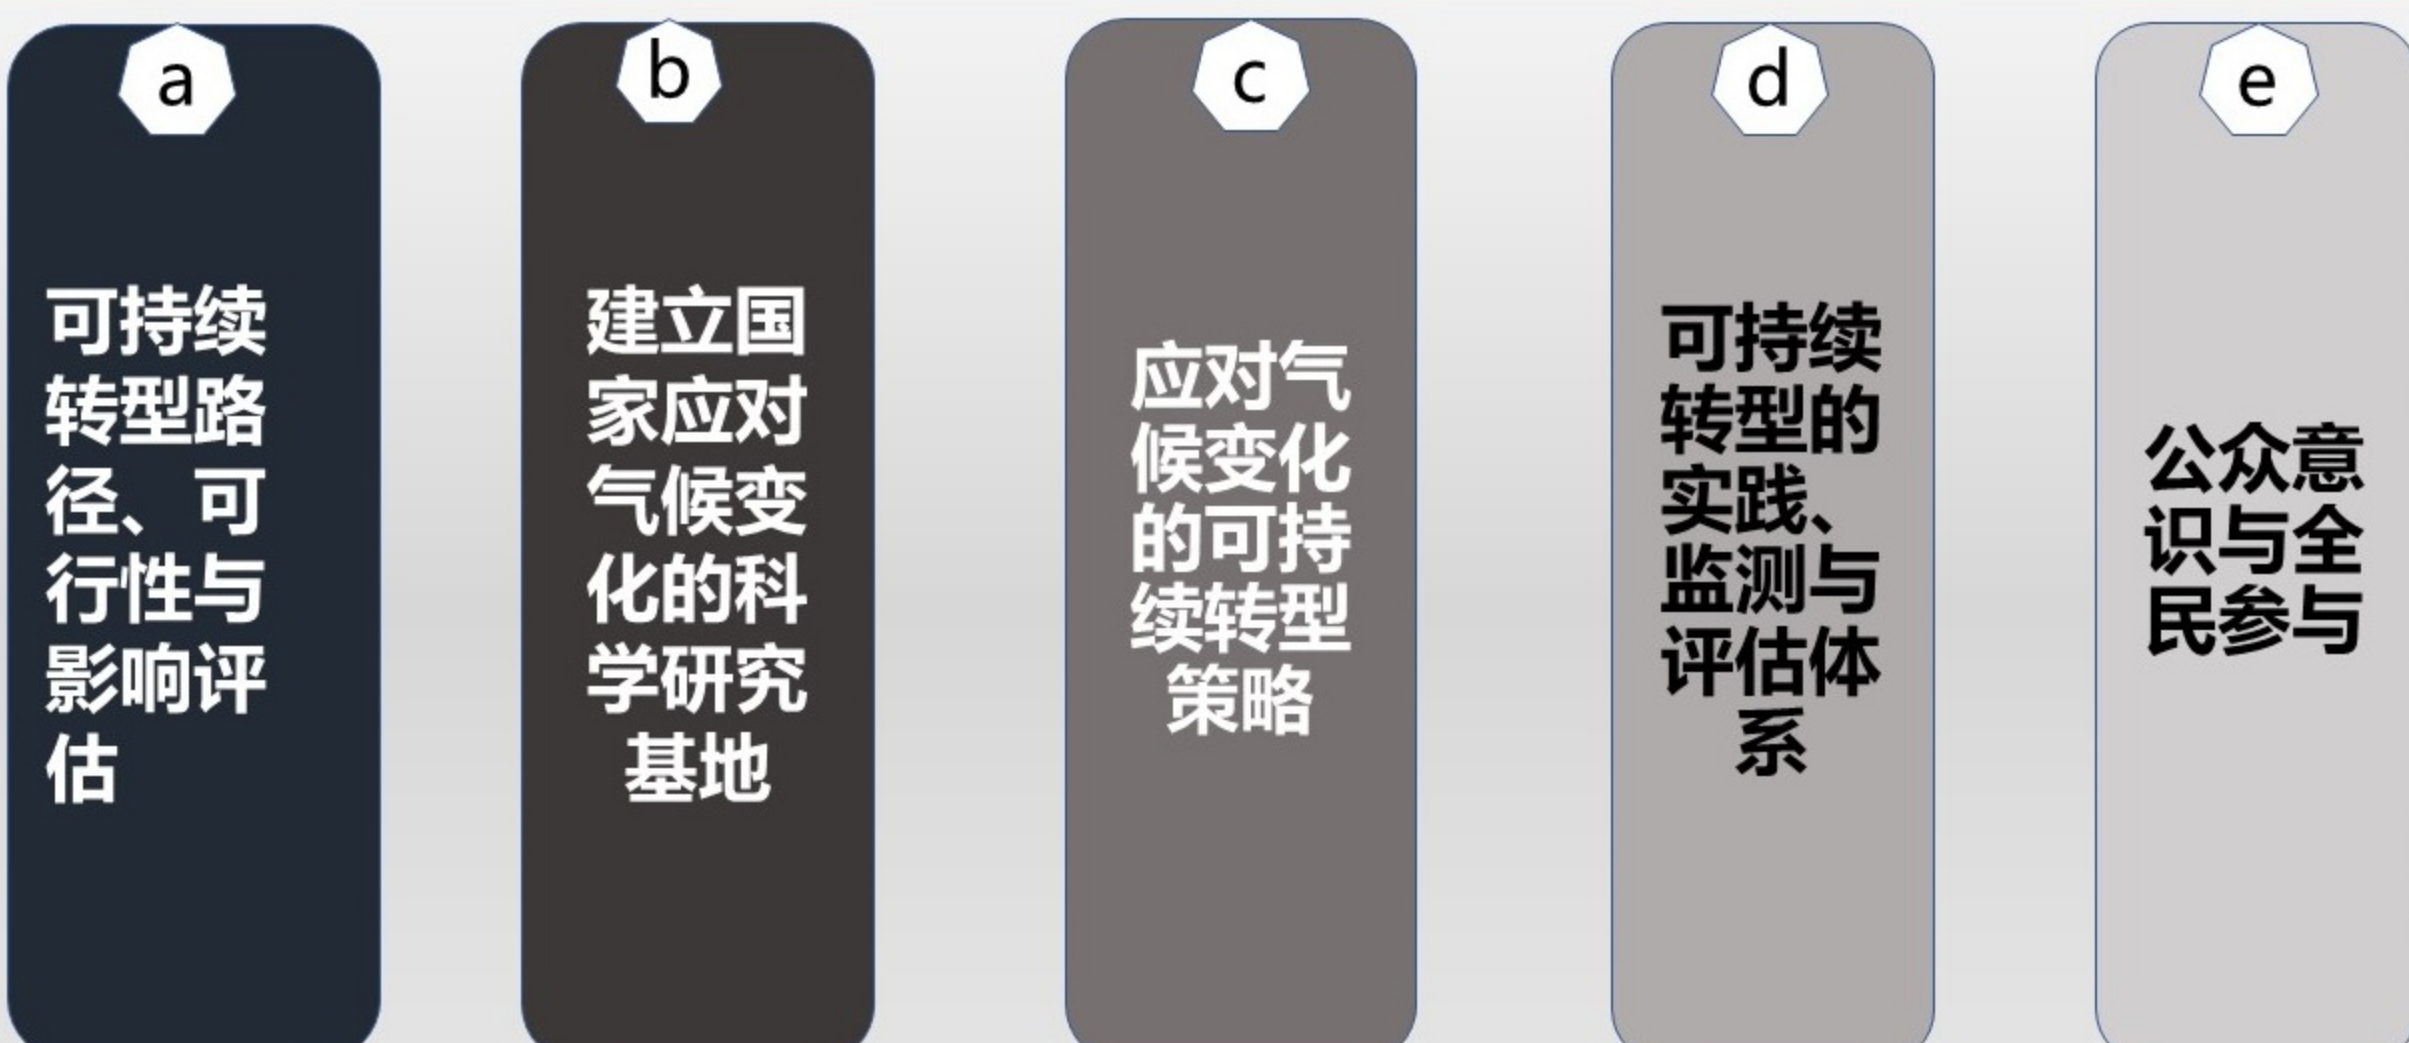 a
可持续
转型路
径、可
行性与
影响评
估
b
建立国
家应对
气候变
化的科
学研究
基地
c
应对气
候变化
的可持
续转型
策略
d
可持续
转型的
实践、
监测与
评估体
系
e
公众意
识与全
民参与